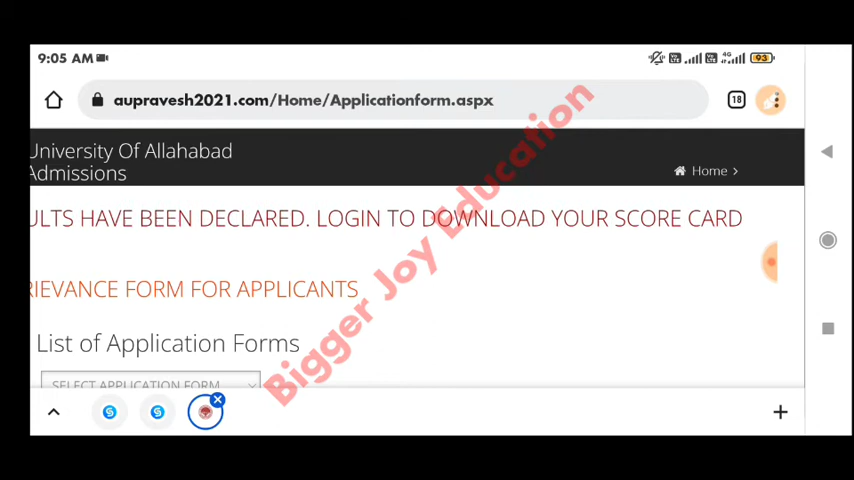 9:05 AM
4G
93
aupravesh2021.com/Home/Applicationform.aspx
18
University Of Allahabad
Admissions
Home
ULTS HAVE BEEN DECLARED. LOGIN TO DOWNLOAD YOUR SCORE CARD
RIEVANCE FORM FOR APPLICANTS
List of Application Forms
SELECT APPLICATION FORM
Bigger Joy Education